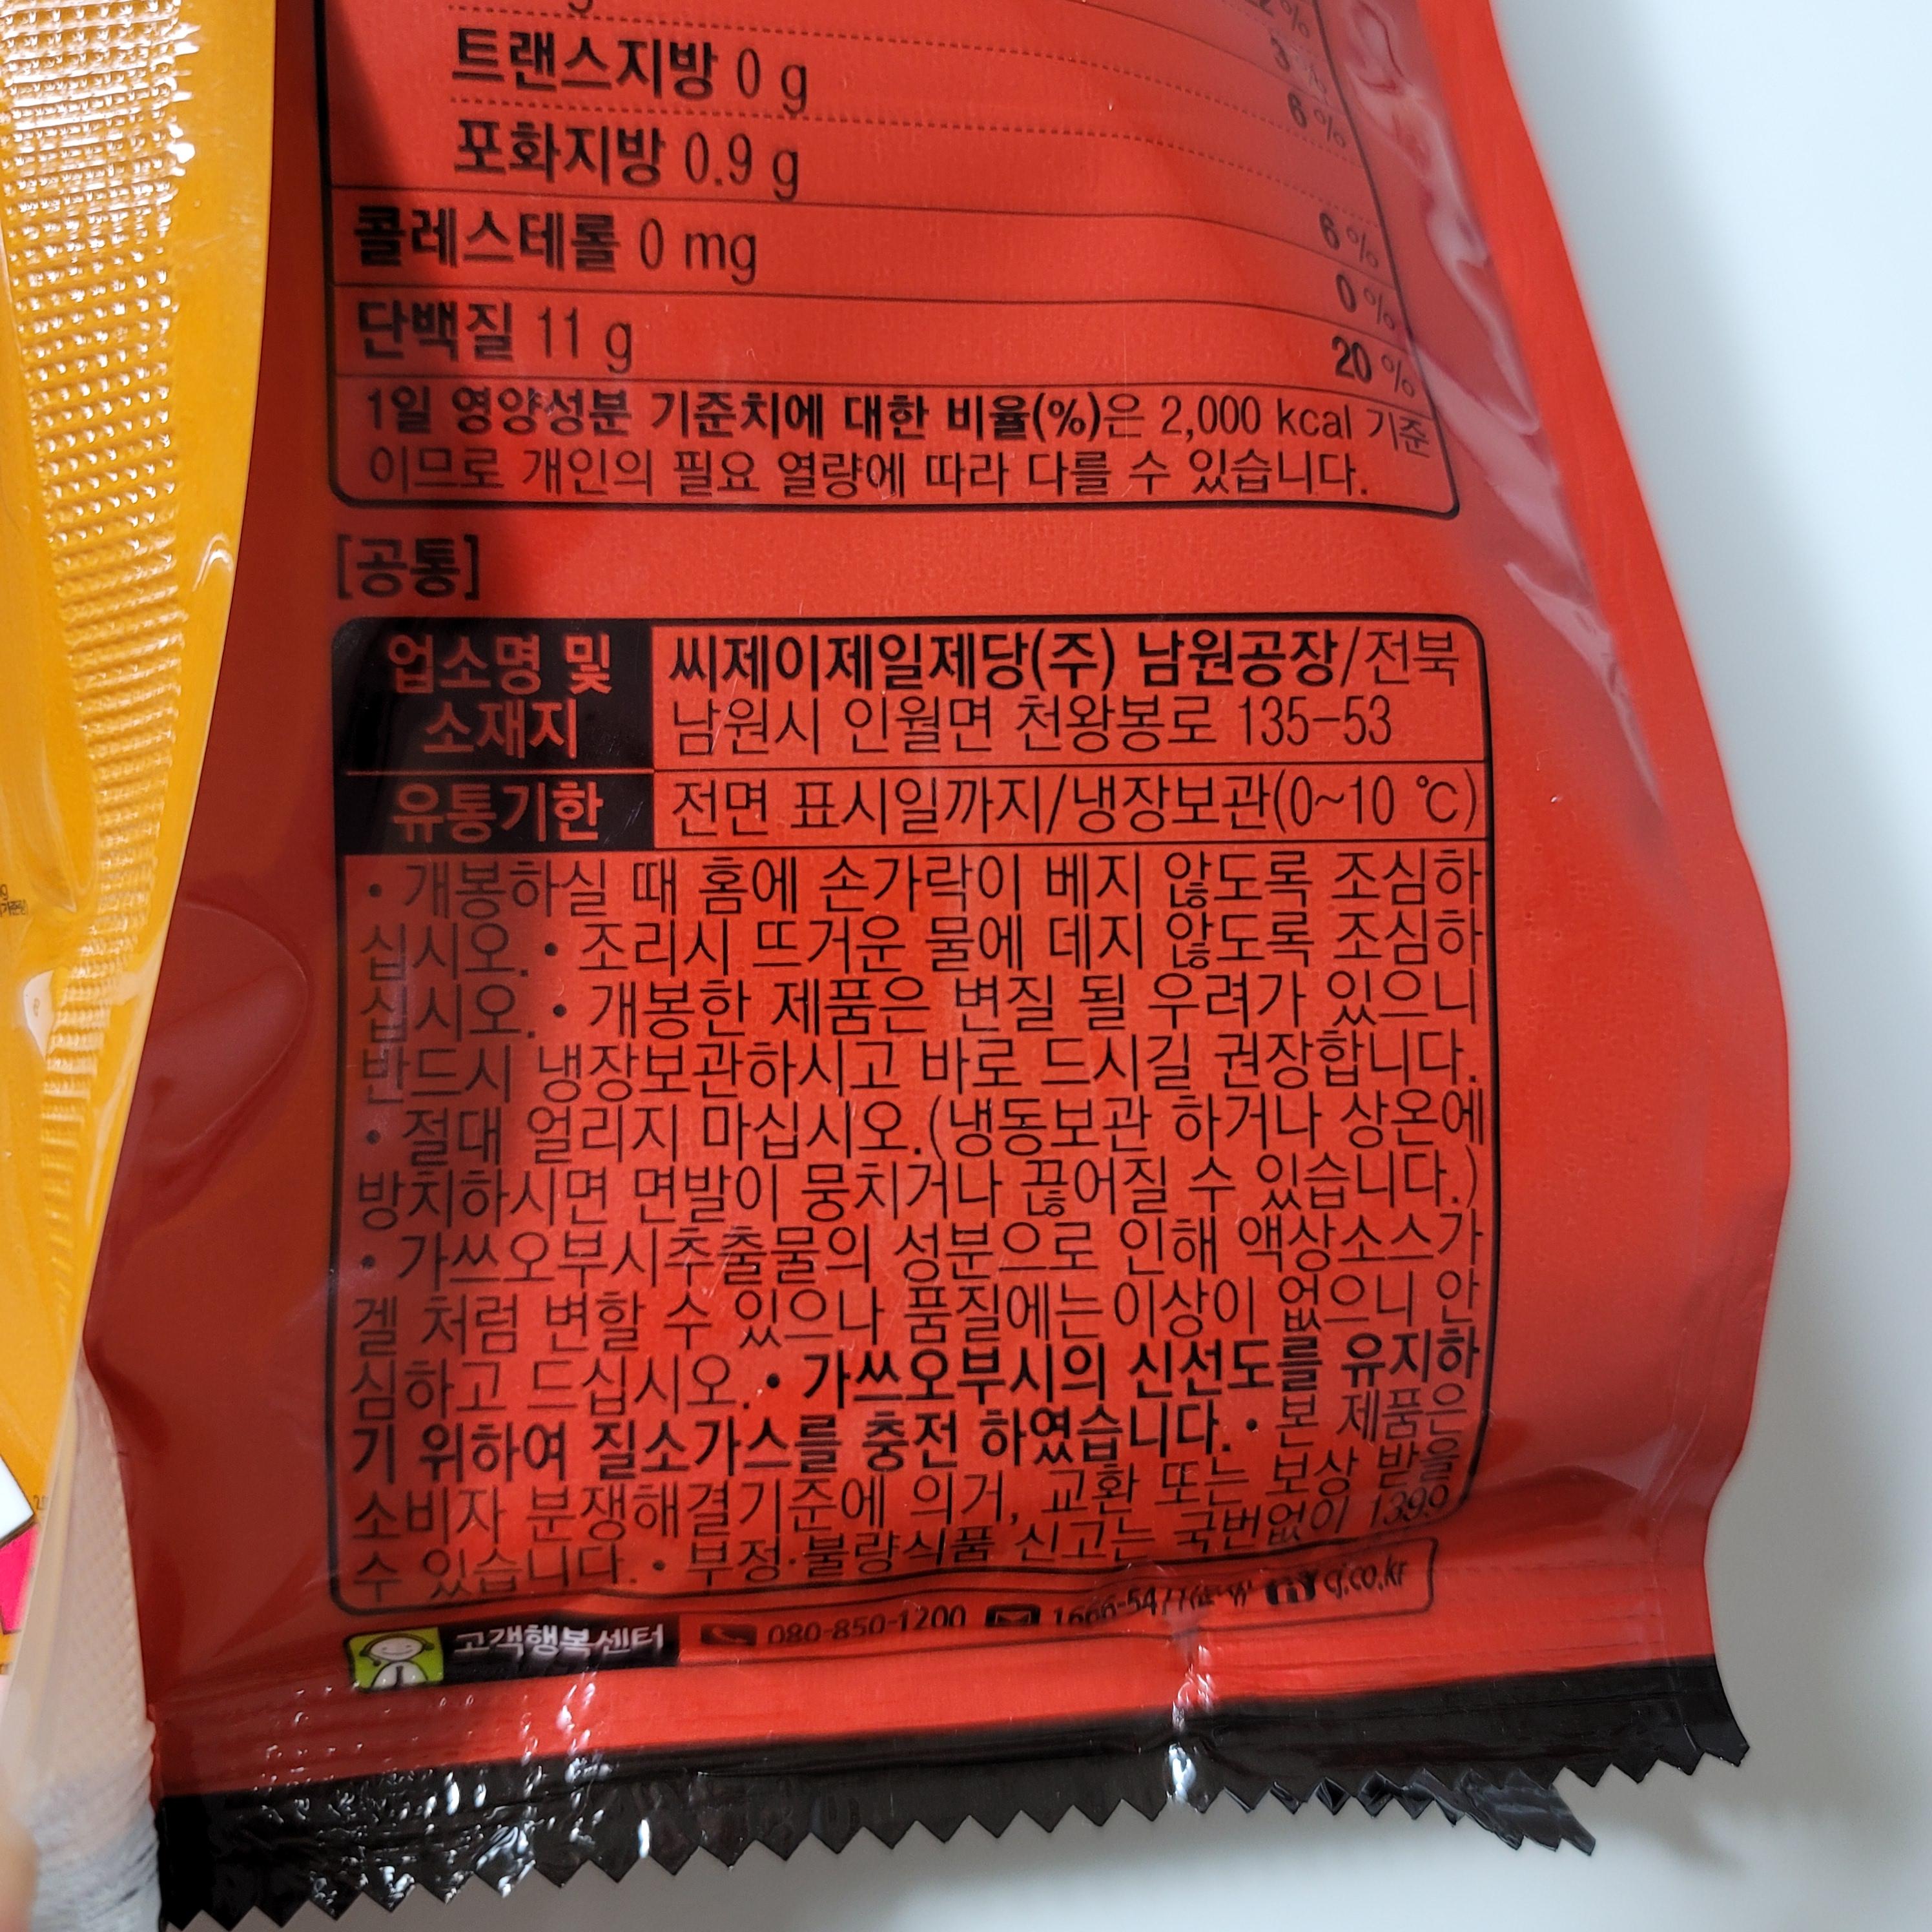 트랜스지방 0 g
포화지방 0.9 g
6 %
콜레스테롤 0 mg
6 %
0 %
단백질 11 g
20 %
1일 영양성분 기준치에 대한 비율(%)은 2,000 kcal 기준
이므로 개인의 필요 열량에 따라 다를 수 있습니다.
[공통]
업소명 및 소재지
씨제이제일제당(주) 남원공장/전북
남원시 인월면 천왕봉로 135-53
유통기한
전면 표시일까지/냉장보관(0~10 ℃)
• 개봉하실 때 홈에 손가락이 베지 않도록 조심하
십시오. • 조리시 뜨거운 물에 데지 않도록 조심하
십시오. • 개봉한 제품은 변질 될 우려가 있으니
반드시 냉장보관하시고 바로 드시길 권장합니다.
• 절대 얼리지 마십시오.(냉동보관 하거나 상온에
방치하시면 면발이 뭉치거나 끊어질 수 있습니다.)
• 가쓰오부시추출물의 성분으로 인해 액상소스가
겔 처럼 변할 수 있으나 품질에는 이상이 없으니 안
심하고 드십시오. • 가쓰오부시의 신선도를 유지하
기 위하여 질소가스를 충전 하였습니다. • 본 제품은
소비자 분쟁해결기준에 의거, 교환 또는 보상 받을
수 있습니다. • 부정·불량식품 신고는 국번없이 1399
고객행복센터 080-850-1200 cj.co.kr